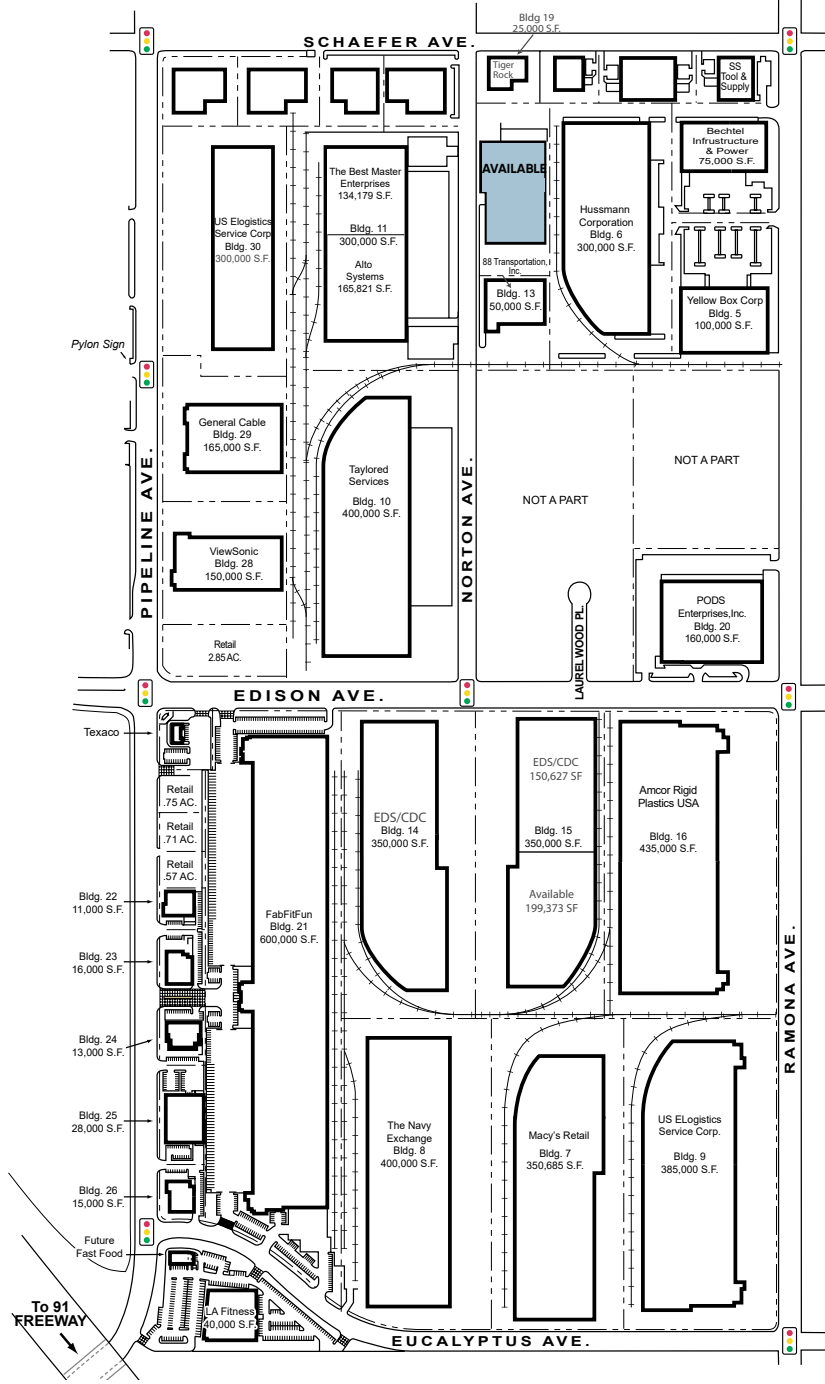 Bldg 19
25,000 S.F.
SCHAEFER AVE.
Tiger
Rock
SS
Tool &
Supply
Bechtel
Infrustructure
& Power
75,000 S.F.
AVAILABLE
The Best Master
Enterprises
134,179 S.F.
Bldg. 11
300,000 S.F.
Alto
Systems
165,821 S.F.
US Elogistics
Service Corp.
Bldg. 30
300,000 S.F.
Hussmann
Corporation
Bldg. 6
300,000 S.F.
88 Transportation,
Inc.
Bldg. 13
50,000 S.F.
Yellow Box Corp
Bldg. 5
100,000 S.F.
Pylon Sign
General Cable
Bldg. 29
165,000 S.F.
Taylored
Services
Bldg. 10
400,000 S.F.
NOT A PART
NOT A PART
PIPELINE AVE.
NORTON AVE.
ViewSonic
Bldg. 28
150,000 S.F.
LAURELWOOD PL.
PODS
Enterprises,Inc.
Bldg. 20
160,000 S.F.
Retail
2.85 AC.
EDISON AVE.
Texaco
Retail
.75 AC.
Retail
.71 AC.
Retail
.57 AC.
EDS/CDC
Bldg. 14
350,000 S.F.
EDS/CDC
150,627 SF
Bldg. 15
350,000 S.F.
Available
199,373 SF
Amcor Rigid
Plastics USA
Bldg. 16
435,000 S.F.
Bldg. 22
11,000 S.F.
FabFitFun
Bldg. 21
600,000 S.F.
Bldg. 23
16,000 S.F.
RAMONA AVE.
Bldg. 24
13,000 S.F.
Bldg. 25
28,000 S.F.
The Navy
Exchange
Bldg. 8
400,000 S.F.
Macy's Retail
Bldg. 7
350,685 S.F.
US ELogistics
Service Corp.
Bldg. 9
385,000 S.F.
Bldg. 26
15,000 S.F.
Future
Fast Food
To 91
FREEWAY
LA Fitness
40,000 S.F.
EUCALYPTUS AVE.